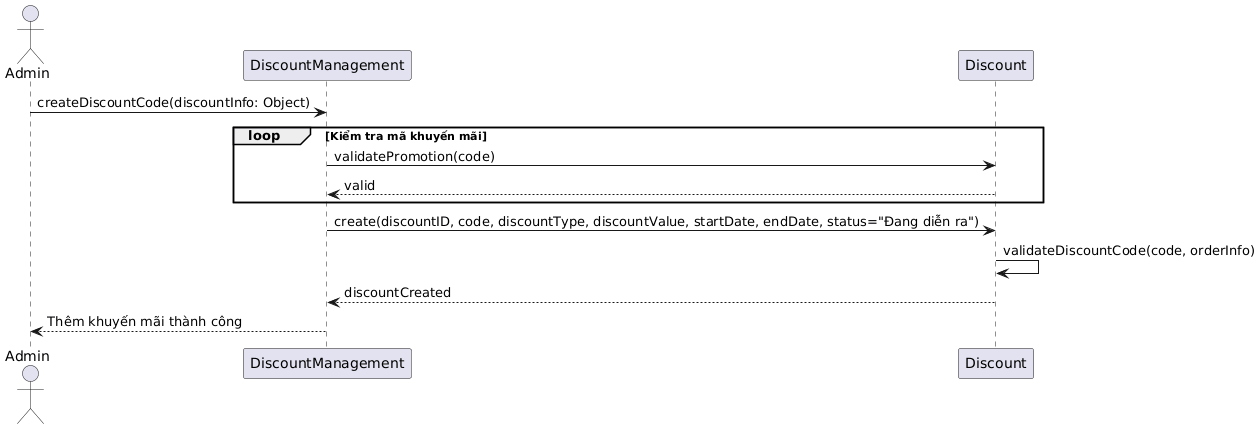 Admin
DiscountManagement
Discount
createDiscountCode(discountInfo: Object)
loop
[Kiểm tra mã khuyến mãi]
validatePromotion(code)
valid
create(discountID, code, discountType, discountValue, startDate, endDate, status="Đang diễn ra")
validateDiscountCode(code, orderInfo)
discountCreated
Thêm khuyến mãi thành công
Admin
DiscountManagement
Discount